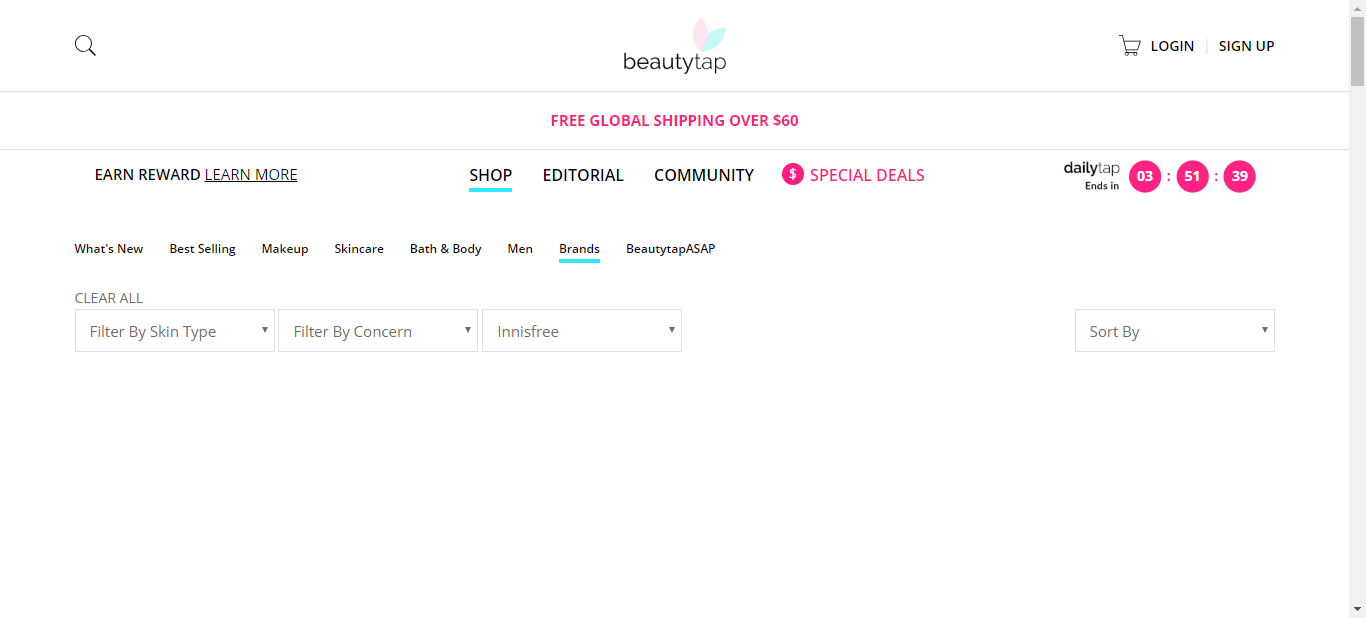 beautytap
LOGIN
SIGN UP
FREE GLOBAL SHIPPING OVER $60
EARN REWARD LEARN MORE
SHOP
EDITORIAL
COMMUNITY
$ SPECIAL DEALS
dailytap
Ends in
03 : 51 : 39
What's New
Best Selling
Makeup
Skincare
Bath & Body
Men
Brands
BeautytapASAP
CLEAR ALL
Filter By Skin Type
Filter By Concern
Innisfree
Sort By